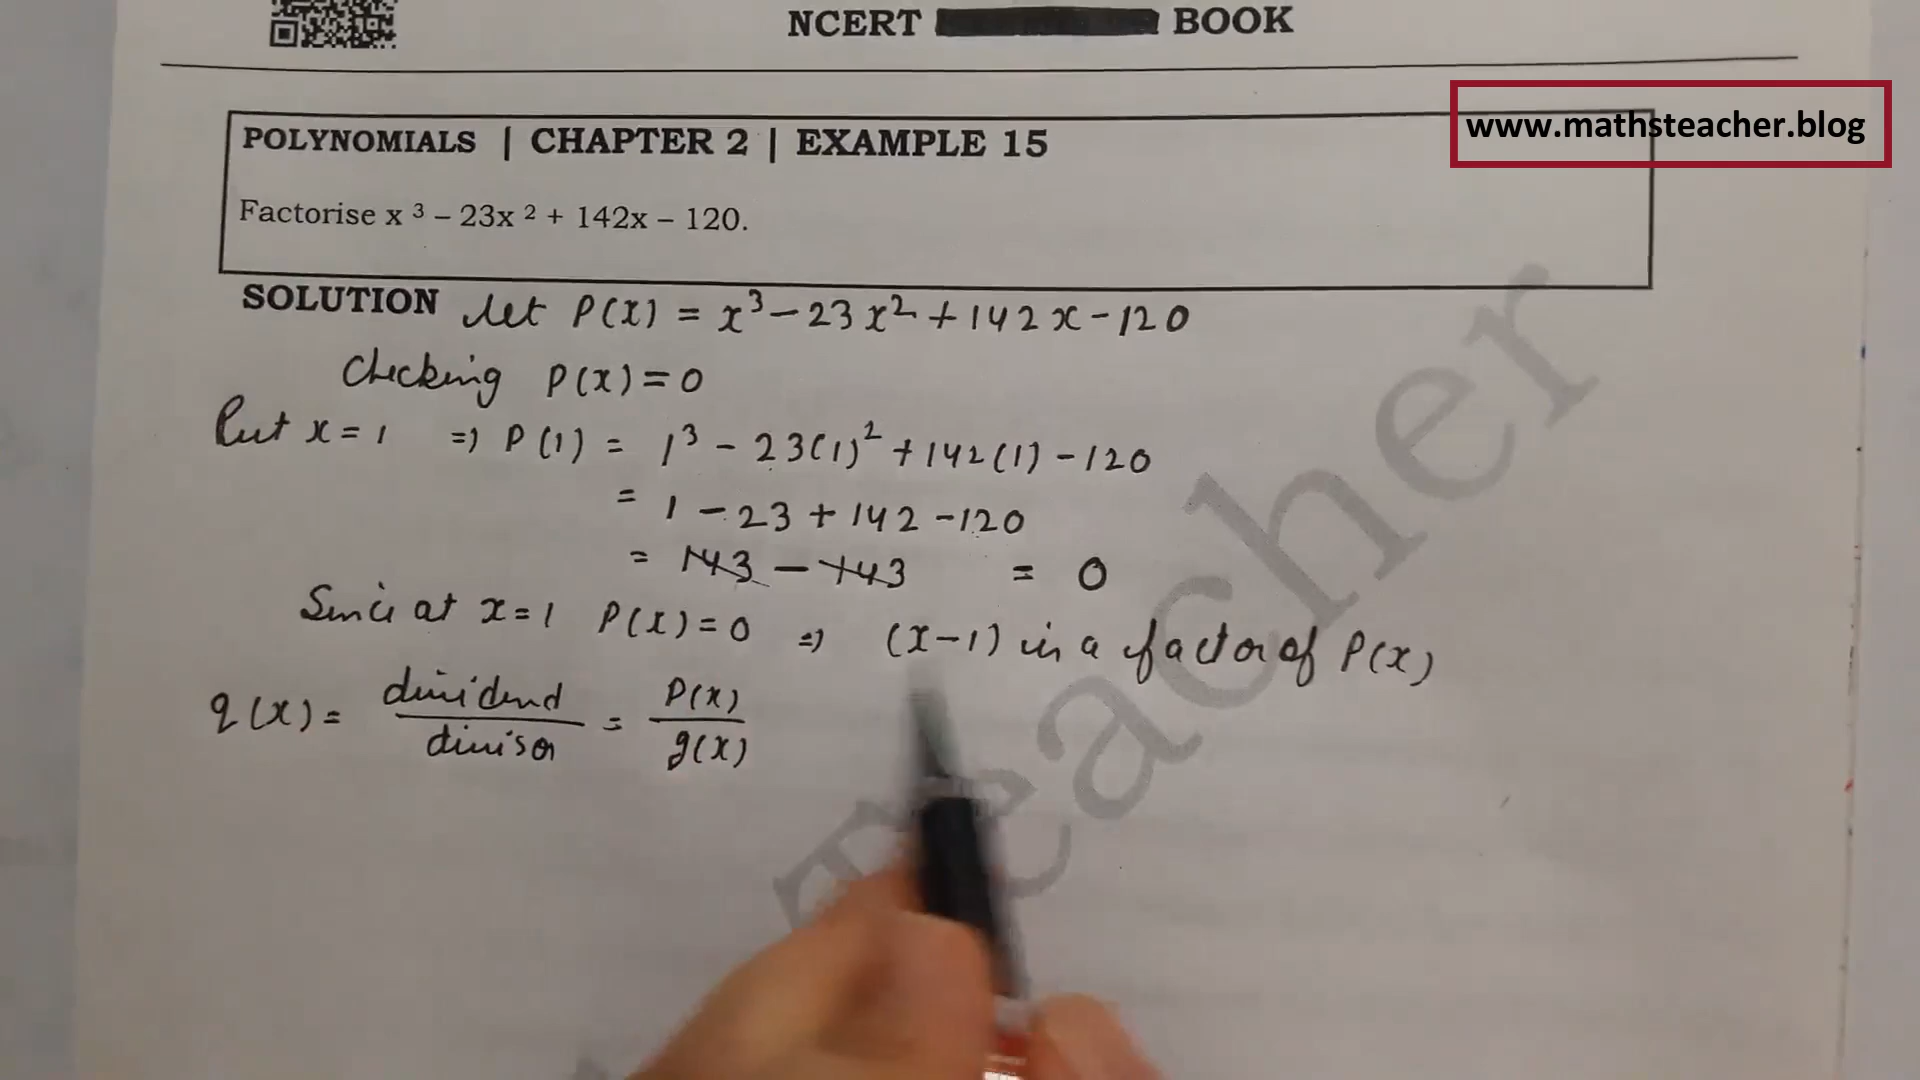 NCERT BOOK
www.mathsteacher.blog
POLYNOMIALS | CHAPTER 2 | EXAMPLE 15
Factorise x ³ – 23x ² + 142x – 120.
SOLUTION Let P(x) = x³ – 23x² + 142x – 120
Checking P(x) = 0
Put x = 1 ⇒ P(1) = 1³ – 23(1)² + 142(1) – 120
= 1 – 23 + 142 – 120
= 143 – 143 = 0
Since at x = 1 P(x) = 0 ⇒ (x – 1) is a factor of P(x)
q(x) = dividend / divisor = P(x) / g(x)
Teacher